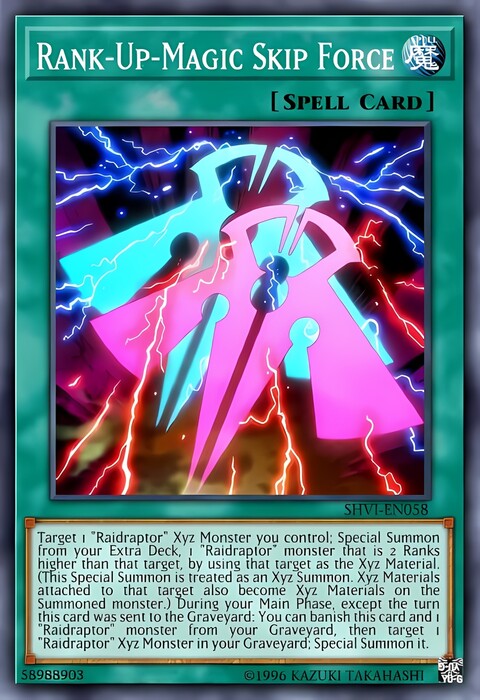 RANK-UP-MAGIC SKIP FORCE 魔
[SPELL CARD]
SHVI-EN058
Target 1 "Raidraptor" Xyz Monster you control; Special Summon
from your Extra Deck, 1 "Raidraptor" monster that is 2 Ranks
higher than that target, by using that target as the Xyz Material.
(This Special Summon is treated as an Xyz Summon. Xyz Materials
attached to that target also become Xyz Materials on the
Summoned monster.) During your Main Phase, except the turn
this card was sent to the Graveyard: You can banish this card and 1
"Raidraptor" monster from your Graveyard, then target 1
"Raidraptor" Xyz Monster in your Graveyard; Special Summon it.
58988903 ©1996 KAZUKI TAKAHASHI